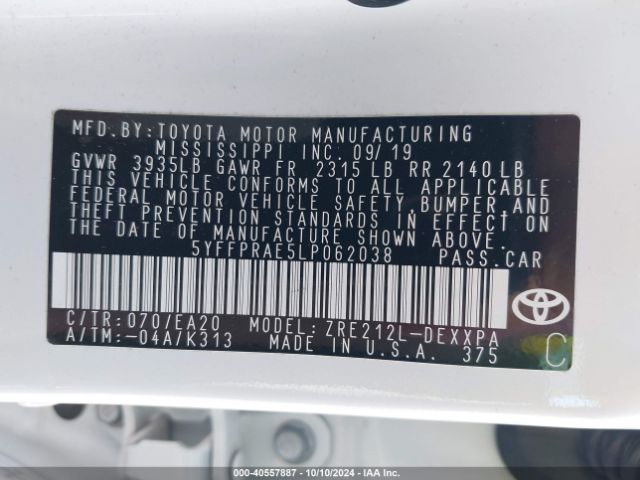 MFD.BY:TOYOTA MOTOR MANUFACTURING
MISSISSIPPI INC. 09/19
GVWR 3935LB GAWR FR 2315 LB RR 2140 LB
THIS VEHICLE CONFORMS TO ALL APPLICABLE
FEDERAL MOTOR VEHICLE SAFETY, BUMPER, AND
THEFT PREVENTION STANDARDS IN EFFECT ON
THE DATE OF MANUFACTURE SHOWN ABOVE.
5YFFPRAE5LP062038 PASS.CAR
C/TR:070/EA20 MODEL:ZRE212L-DEXXPA
A/TM:-04A/K313 MADE IN U.S.A. 375
C
000-40557887 - 10/10/2024 - IAA Inc.